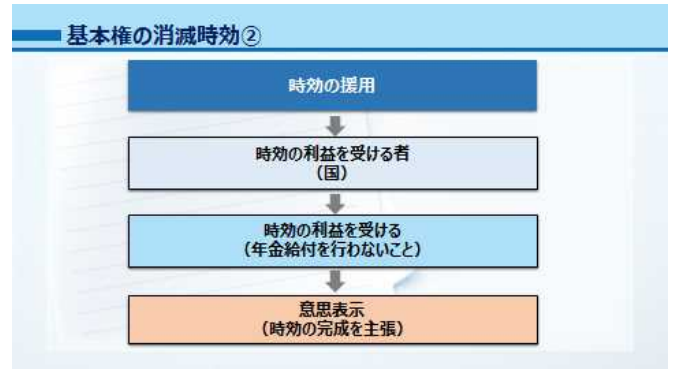 基本権の消滅時効②
時効の援用
時効の利益を受ける者
（国）
時効の利益を受ける
（年金給付を行わないこと）
意思表示
（時効の完成を主張）